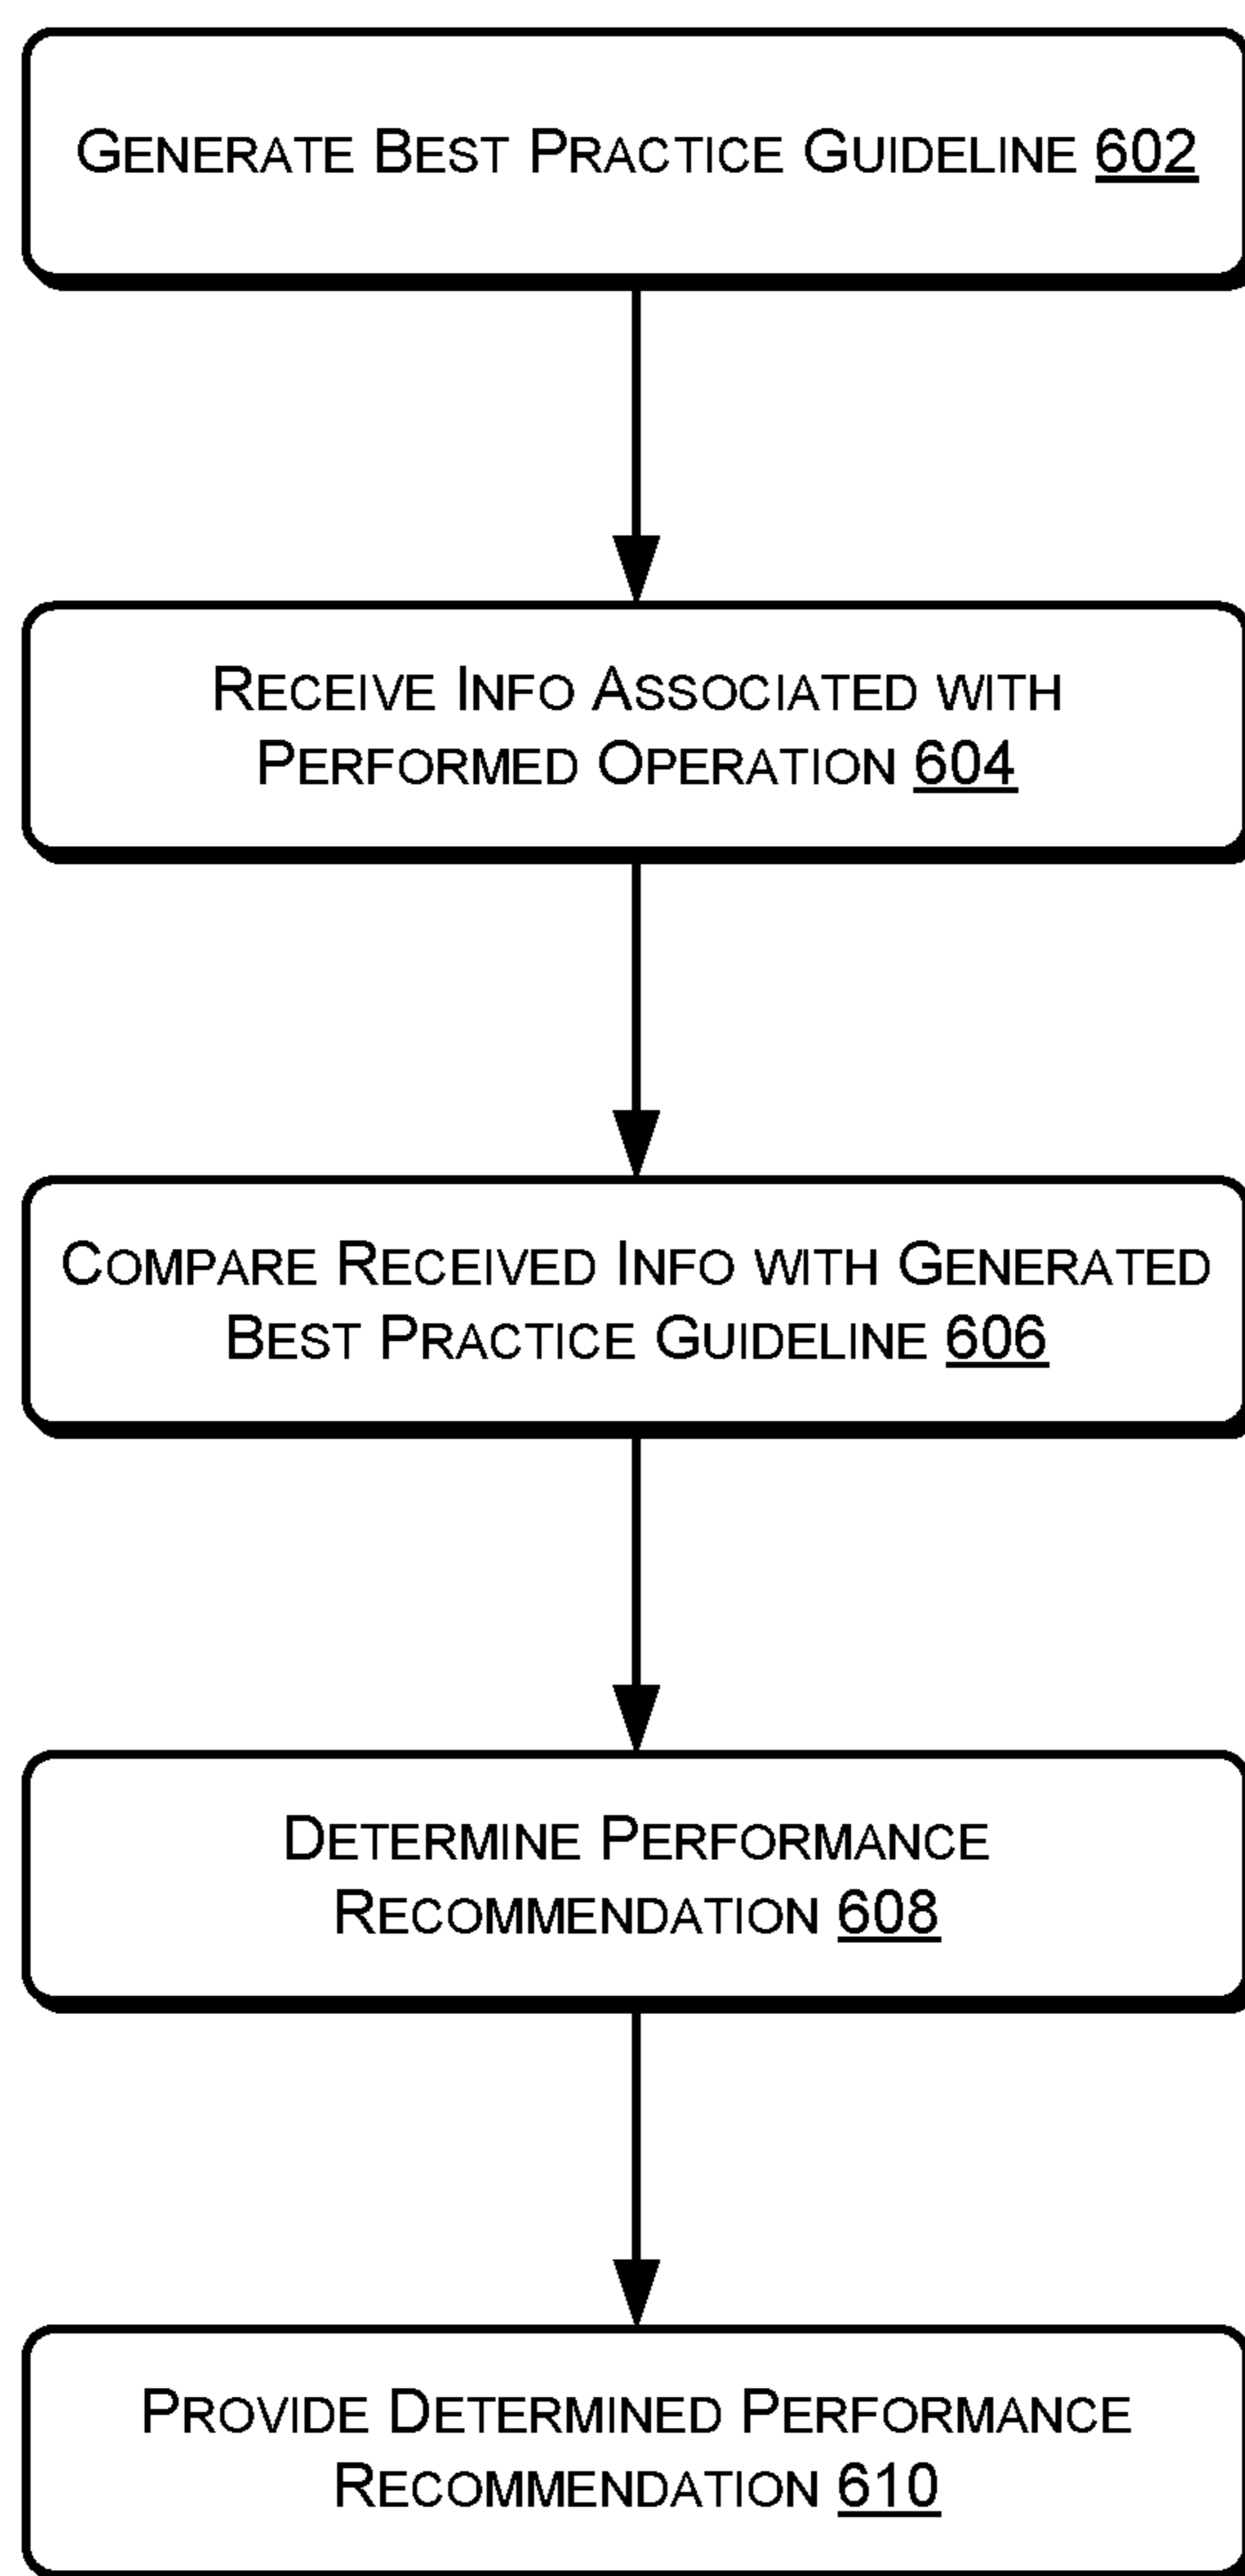 GENERATE BEST PRACTICE GUIDELINE 602
RECEIVE INFO ASSOCIATED WITH
PERFORMED OPERATION 604
COMPARE RECEIVED INFO WITH GENERATED
BEST PRACTICE GUIDELINE 606
DETERMINE PERFORMANCE
RECOMMENDATION 608
PROVIDE DETERMINED PERFORMANCE
RECOMMENDATION 610